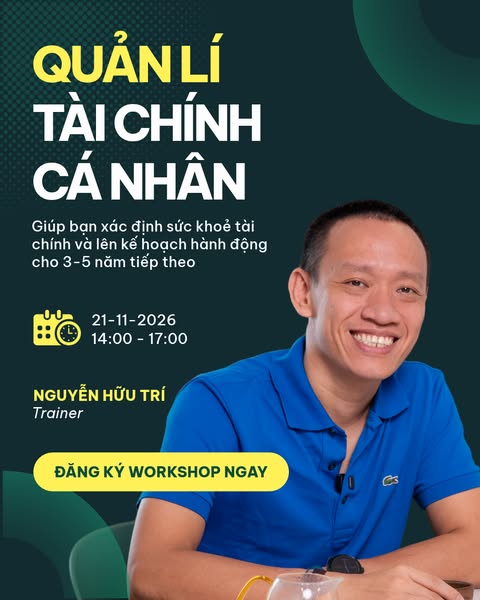 QUẢN LÍ
TÀI CHÍNH
CÁ NHÂN
Giúp bạn xác định sức khoẻ tài
chính và lên kế hoạch hành động
cho 3-5 năm tiếp theo
21-11-2026
14:00 - 17:00
NGUYỄN HỮU TRÍ
Trainer
ĐĂNG KÝ WORKSHOP NGAY